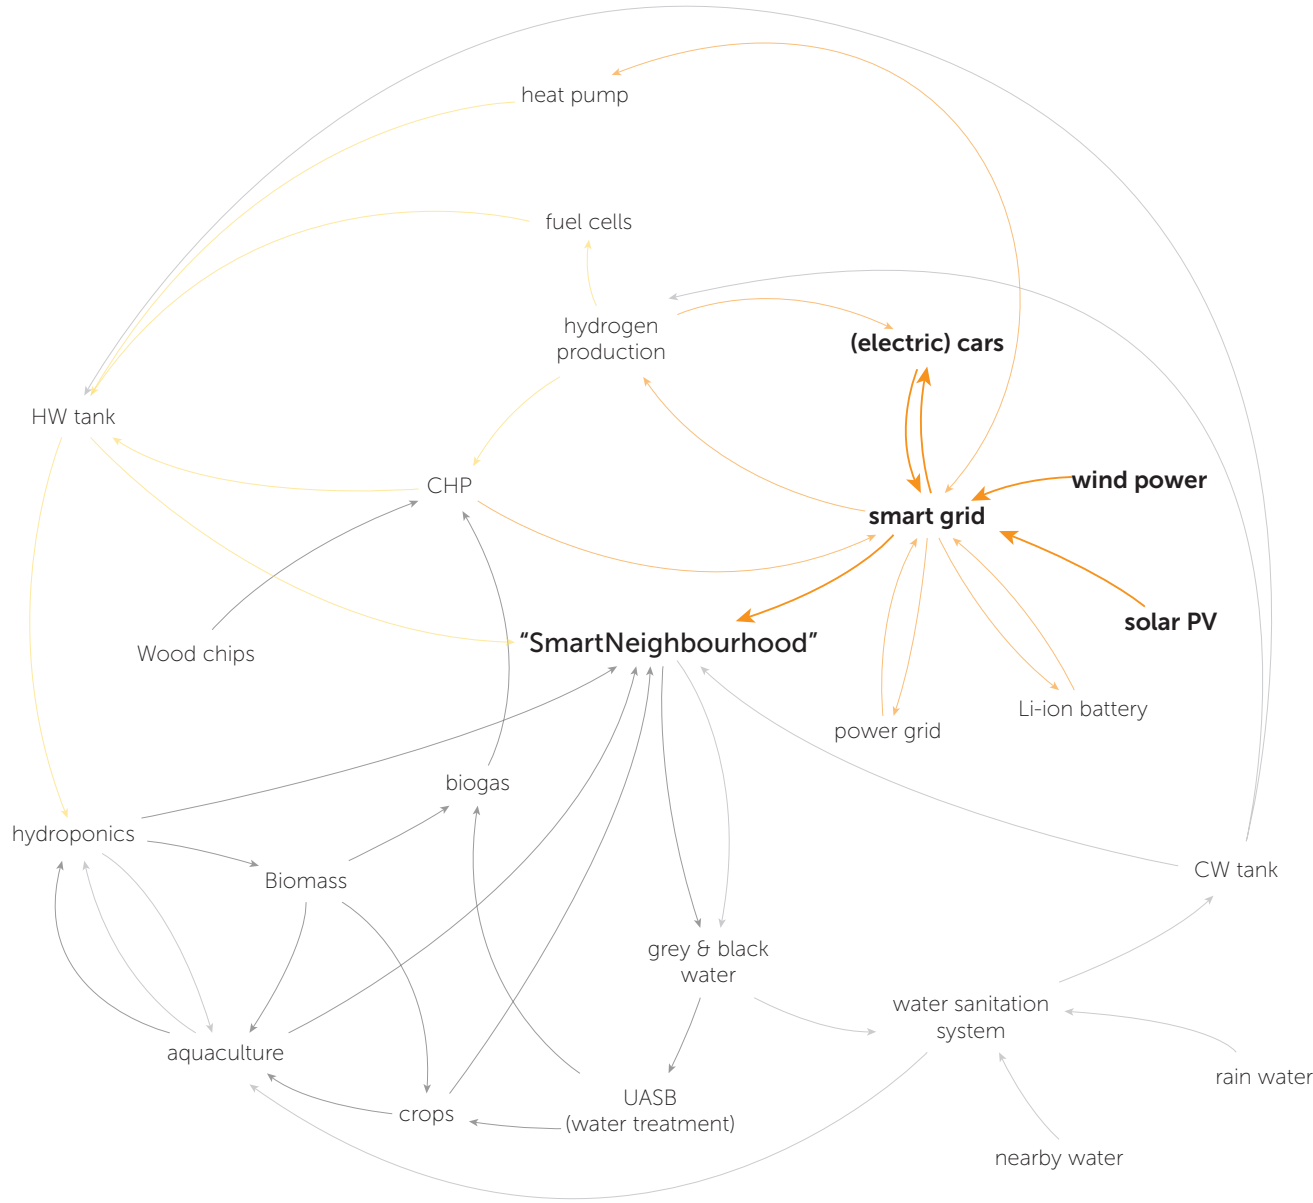 heat pump
fuel cells
hydrogen
production
(electric) cars
HW tank
CHP
wind power
smart grid
solar PV
Wood chips
“SmartNeighbourhood”
Li-ion battery
power grid
biogas
hydroponics
Biomass
CW tank
grey & black
water
water sanitation
system
aquaculture
rain water
UASB
(water treatment)
crops
nearby water